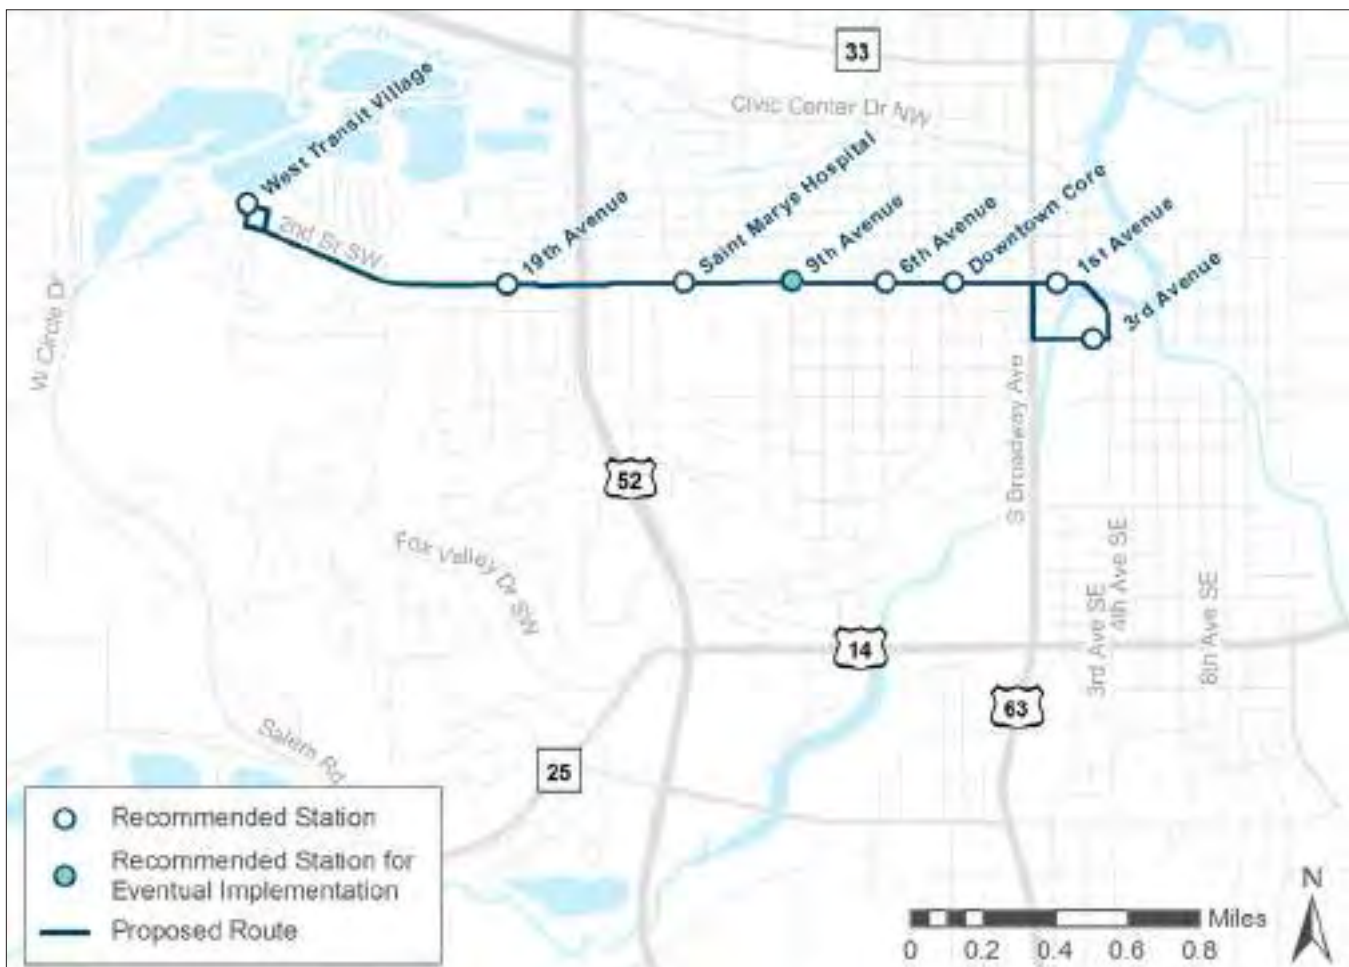 33
Civic Center Dr NW
West Transit Village
2nd St SW
19th Avenue
Saint Marys Hospital
9th Avenue
6th Avenue
Downtown Core
1st Avenue
3rd Avenue
W Circle Dr
S Broadway Ave
52
Fox Valley Dr SW
14
3rd Ave SE
4th Ave SE
8th Ave SE
63
Salem Rd
25
Recommended Station
Recommended Station for
Eventual Implementation
Proposed Route
N
Miles
0 0.2 0.4 0.6 0.8